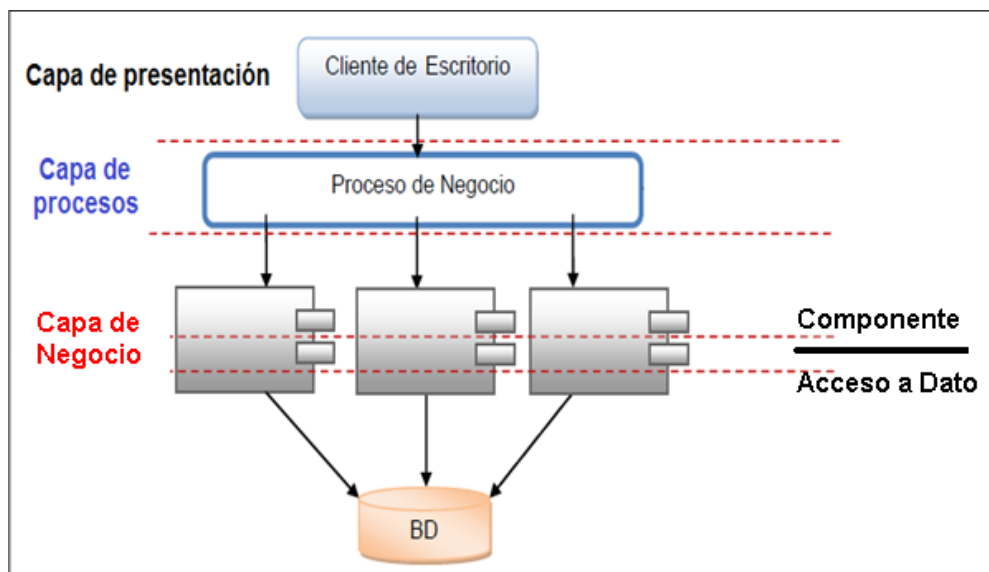 Cliente de Escritorio
Capa de presentación
Capa de
procesos
Proceso de Negocio
Capa de
Negocio
Componente
Acceso a Dato
BD